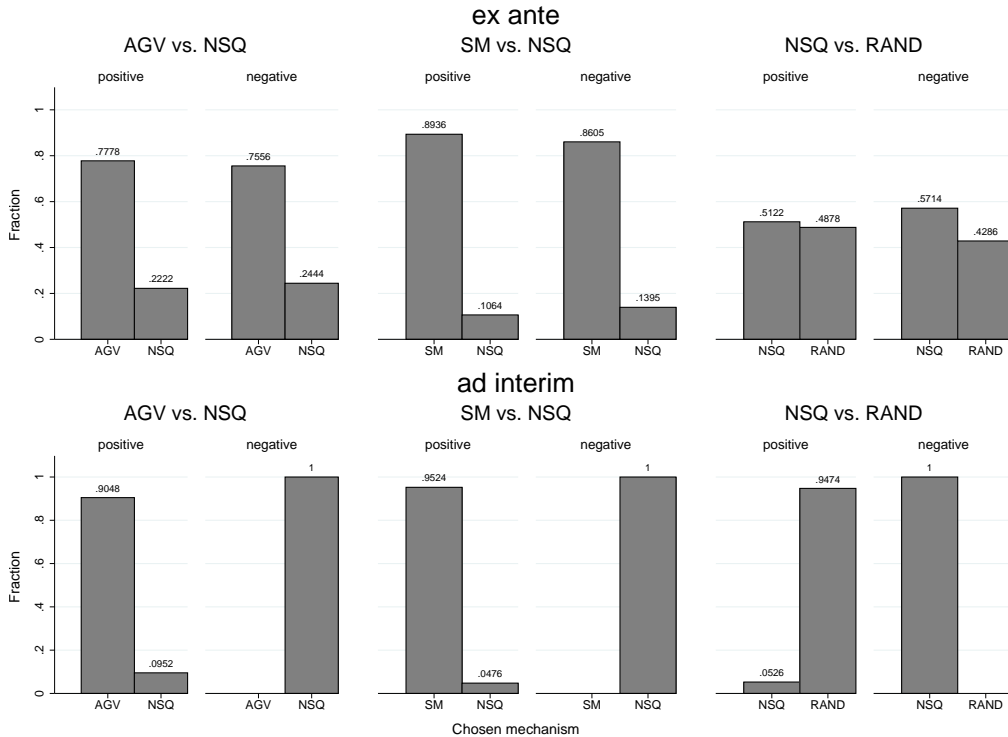 ex ante
AGV vs. NSQ SM vs. NSQ NSQ vs. RAND
positive negative positive negative positive negative
Fraction
1
.8
.6
.4
.2
0
.7778 .2222 .7556 .2444 .8936 .1064 .8605 .1395 .5122 .4878 .5714 .4286
AGV NSQ AGV NSQ SM NSQ SM NSQ NSQ RAND NSQ RAND
ad interim
AGV vs. NSQ SM vs. NSQ NSQ vs. RAND
positive negative positive negative positive negative
Fraction
1
.8
.6
.4
.2
0
.9048 .0952 1 .9524 .0476 1 .0526 .9474 1
AGV NSQ AGV NSQ SM NSQ SM NSQ NSQ RAND NSQ RAND
Chosen mechanism